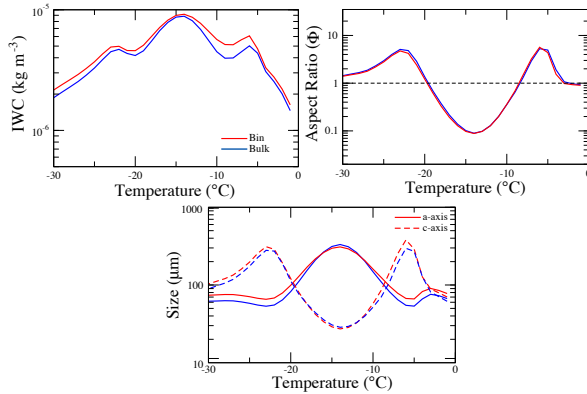 10⁻⁵
10⁻⁶
IWC (kg m⁻³)
Bin
Bulk
-30 -20 -10 0
Temperature (°C)
10
1
0.1
Aspect Ratio (Φ)
-30 -20 -10 0
Temperature (°C)
1000
100
10
Size (μm)
a-axis
c-axis
-30 -20 -10 0
Temperature (°C)